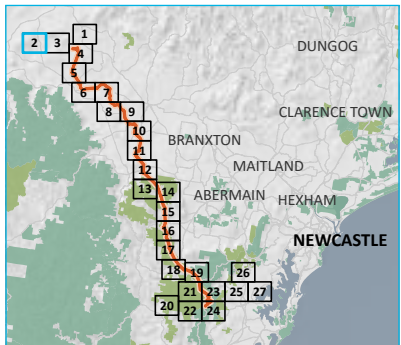 1
2 3
4
DUNGOG
5
6 7
8 9
CLARENCE TOWN
10
BRANXTON
11
MAITLAND
12
13 14
ABERMAIN
HEXHAM
15
16
NEWCASTLE
17
18 19 26
21 23 25 27
20 22 24